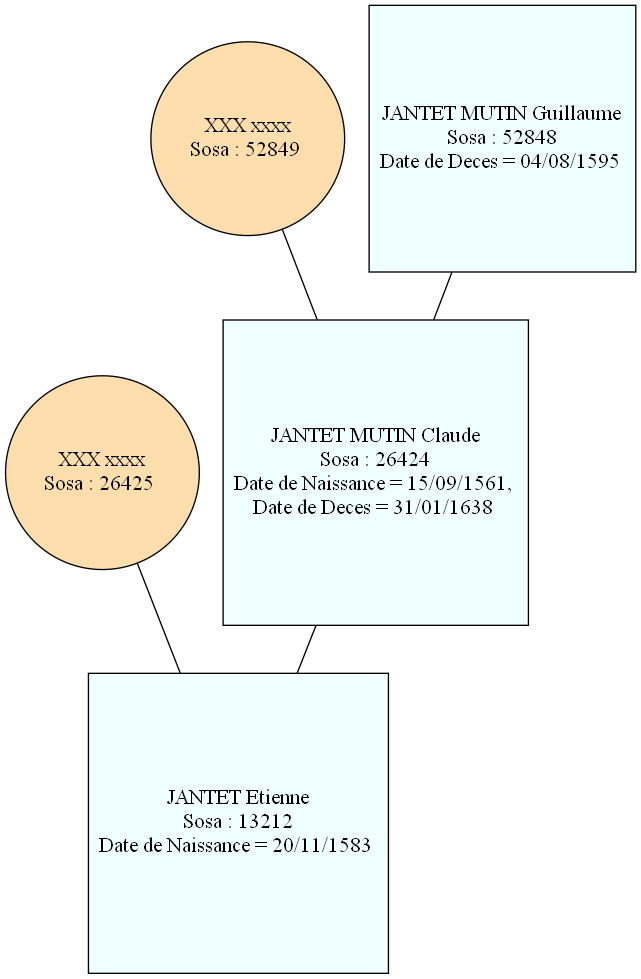 JANTET MUTIN Guillaume
Sosa : 52848
Date de Deces = 04/08/1595
XXX xxxx
Sosa : 52849
JANTET MUTIN Claude
Sosa : 26424
Date de Naissance = 15/09/1561,
Date de Deces = 31/01/1638
XXX xxxx
Sosa : 26425
JANTET Etienne
Sosa : 13212
Date de Naissance = 20/11/1583